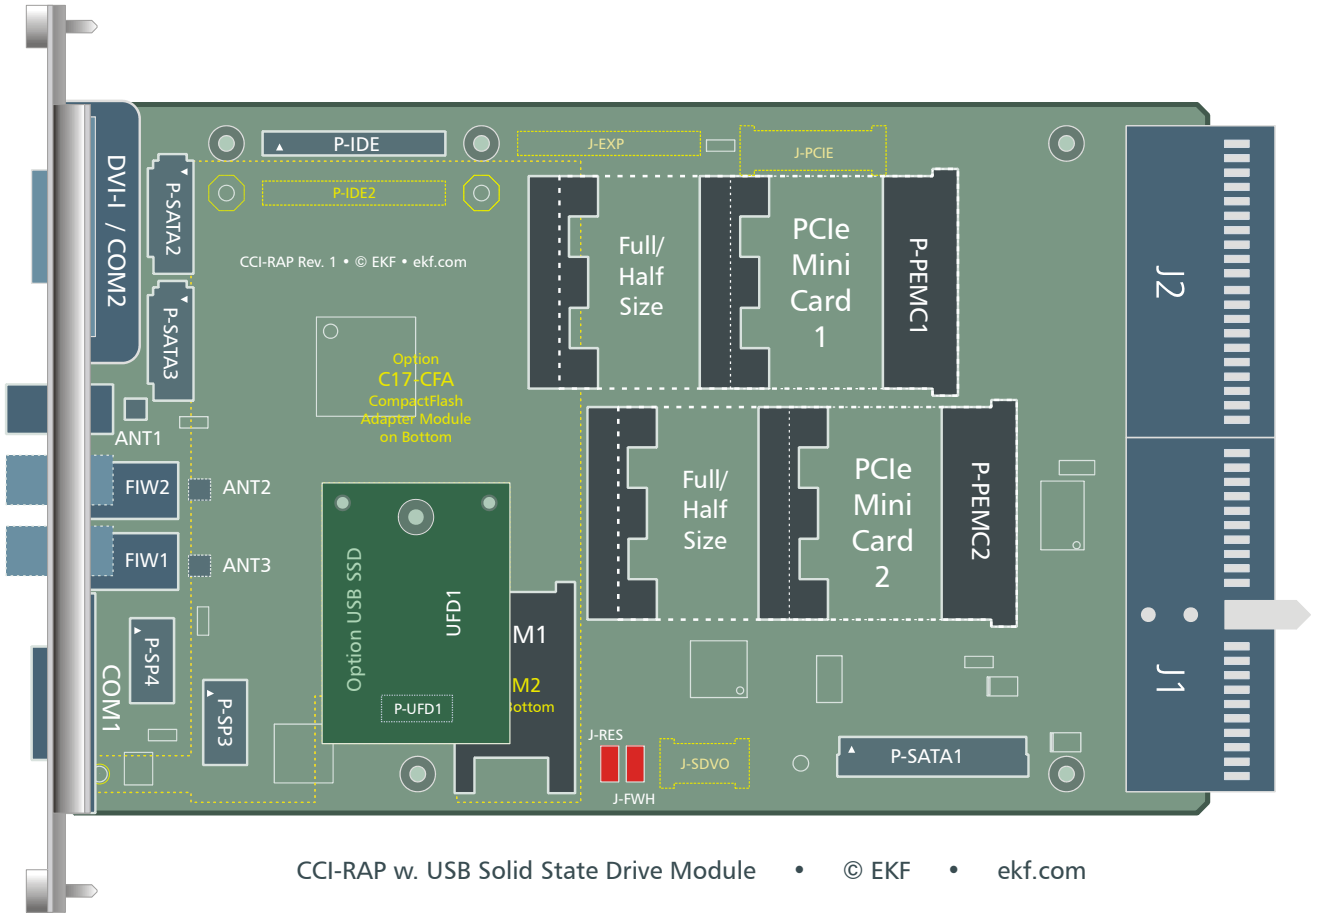 P-IDE
J-EXP
J-PCIE
DVI-I / COM2
P-SATA2
P-IDE2
CCI-RAP Rev. 1 • © EKF • ekf.com
Full/
Half
Size
PCIe
Mini
Card
1
P-PEMC1
J2
P-SATA3
Option
C17-CFA
CompactFlash
Adapter Module
on Bottom
ANT1
FIW2
ANT2
FIW1
ANT3
Full/
Half
Size
PCIe
Mini
Card
2
P-PEMC2
Option USB SSD
UFD1
P-UFD1
M1
M2
Bottom
P-SP4
COM1
P-SP3
J-RES
J-FWH
J-SDVO
P-SATA1
J1
CCI-RAP w. USB Solid State Drive Module • © EKF • ekf.com